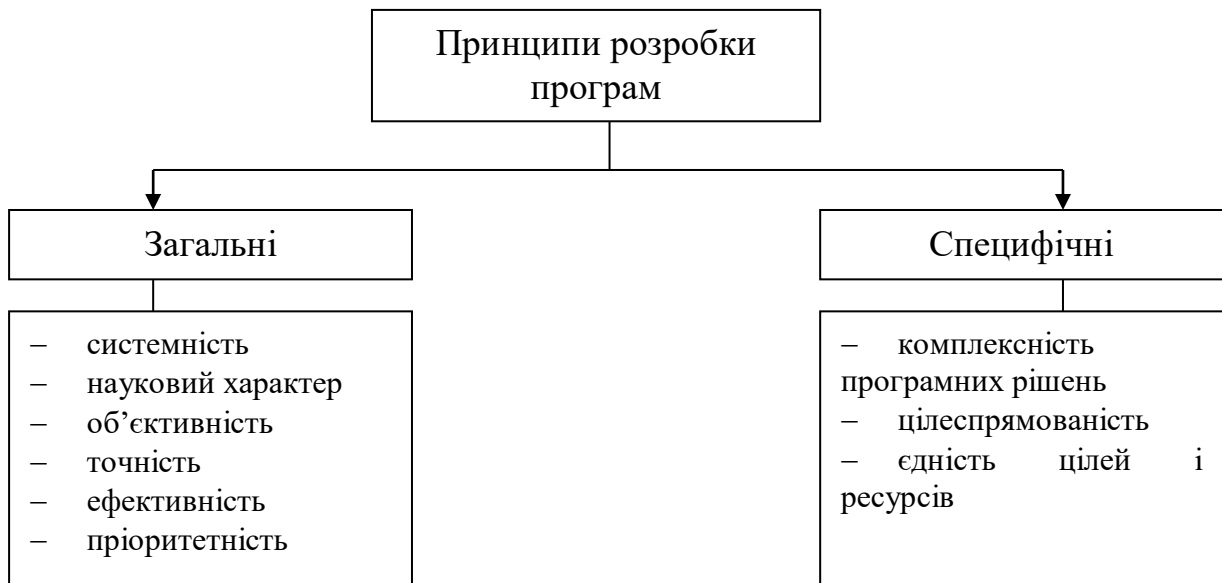 Принципи розробки
програм
Загальні
– системність
– науковий характер
– об’єктивність
– точність
– ефективність
– пріоритетність
Специфічні
– комплексність
програмних рішень
– цілеспрямованість
– єдність цілей і
ресурсів